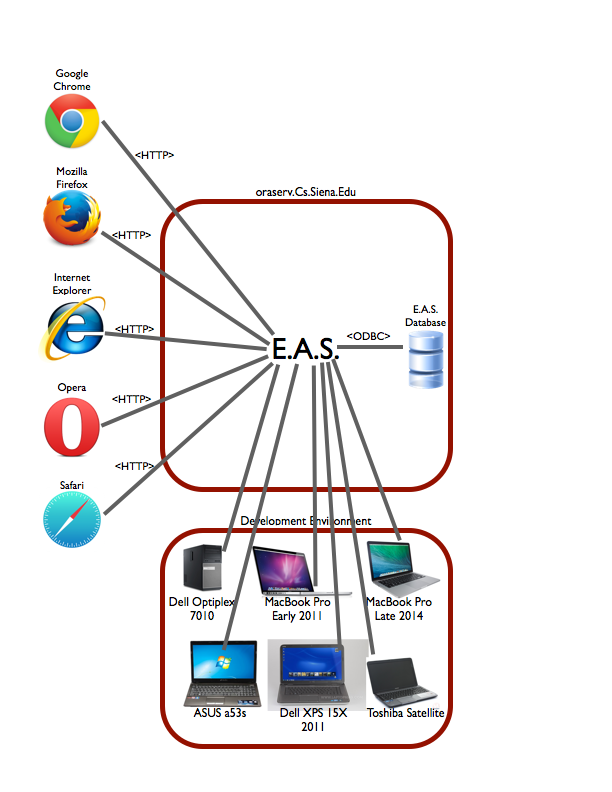 Google
Chrome
<HTTP>
Mozilla
Firefox
<HTTP>
oraserv.Cs.Siena.Edu
Internet
Explorer
<HTTP>
E.A.S.
<ODBC>
E.A.S.
Database
Opera
<HTTP>
<HTTP>
Safari
Development Environment
Dell Optiplex
7010
MacBook Pro
Early 2011
MacBook Pro
Late 2014
ASUS a53s
Dell XPS 15X
2011
Toshiba Satellite